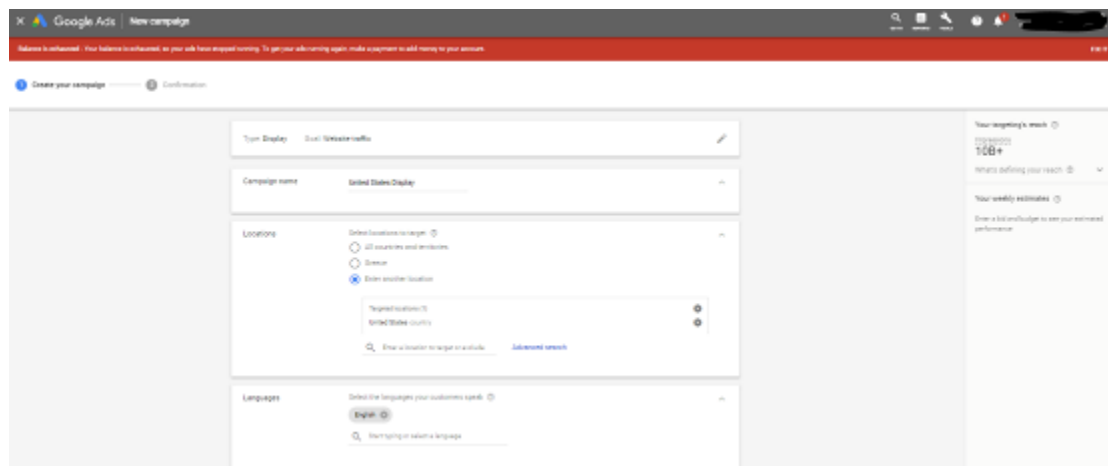 Google Ads | New campaign
Balance is exhausted - Your balance is exhausted, so your ads have stopped running. To get your ads running again, make a payment to add money to your account.
1 Create your campaign 2 Confirmation
Type: Display Goal: Website traffic
Campaign name United States Display
Locations Select locations to target
All countries and territories
Greece
Enter another location
Targeted locations (1)
United States country
Enter a location to target or exclude Advanced search
Languages Select the languages your customers speak
English
Start typing or select a language
Your targeting's reach
10B+
What's defining your reach
Your weekly estimates
Enter a bid and budget to see your estimated
performance